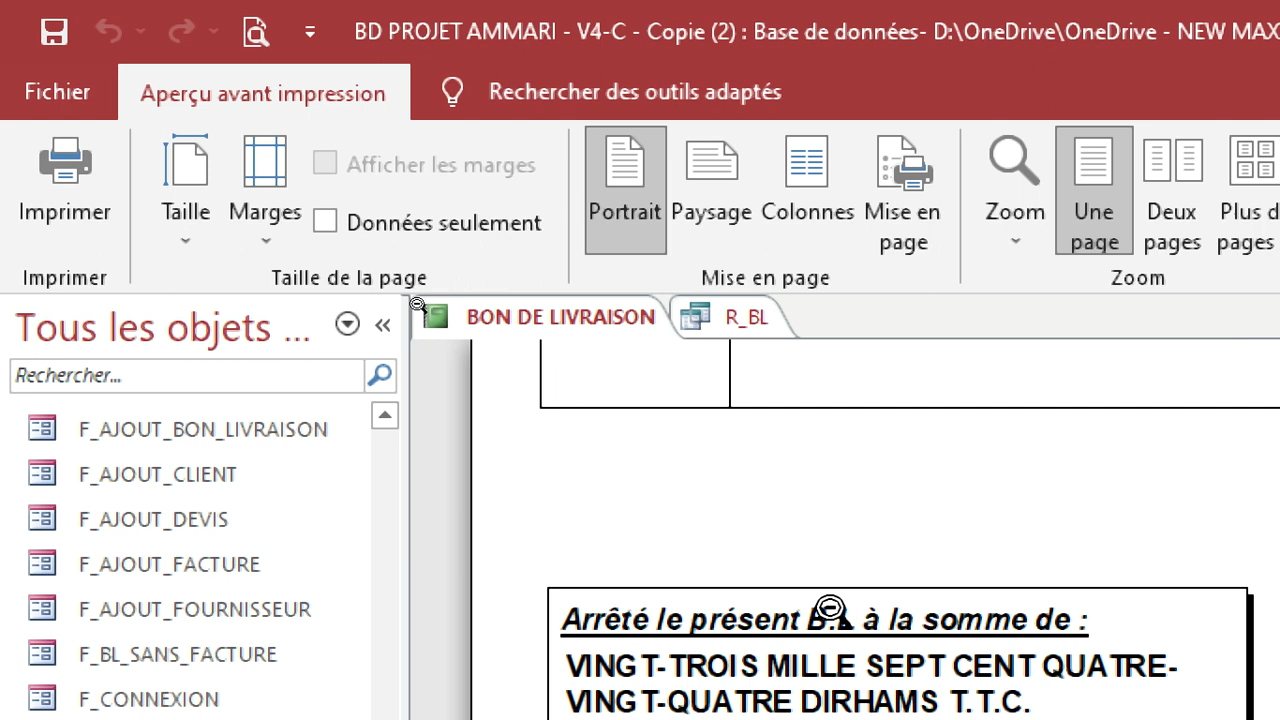 BD PROJET AMMARI - V4-C - Copie (2) : Base de données- D:\OneDrive\OneDrive - NEW MAX
Fichier
Aperçu avant impression
Rechercher des outils adaptés
Imprimer
Taille
Marges
Afficher les marges
Données seulement
Portrait
Paysage
Colonnes
Mise en
page
Zoom
Une
page
Deux
pages
Plus d
pages
Imprimer
Taille de la page
Mise en page
Zoom
Tous les objets ...
BON DE LIVRAISON
R_BL
Rechercher...
F_AJOUT_BON_LIVRAISON
F_AJOUT_CLIENT
F_AJOUT_DEVIS
F_AJOUT_FACTURE
F_AJOUT_FOURNISSEUR
F_BL_SANS_FACTURE
F_CONNEXION
Arrêté le présent B.L à la somme de :
VINGT-TROIS MILLE SEPT CENT QUATRE-
VINGT-QUATRE DIRHAMS T.T.C.